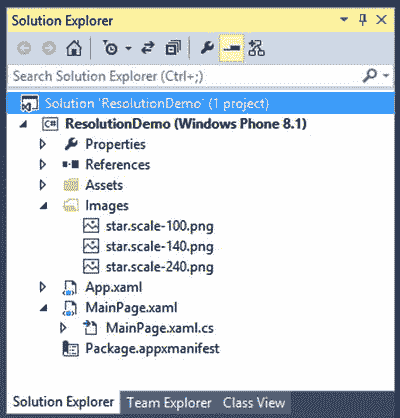 Solution Explorer
Search Solution Explorer (Ctrl+;)
Solution 'ResolutionDemo' (1 project)
C# ResolutionDemo (Windows Phone 8.1)
Properties
References
Assets
Images
star.scale-100.png
star.scale-140.png
star.scale-240.png
App.xaml
MainPage.xaml
MainPage.xaml.cs
Package.appxmanifest
Solution Explorer Team Explorer Class View